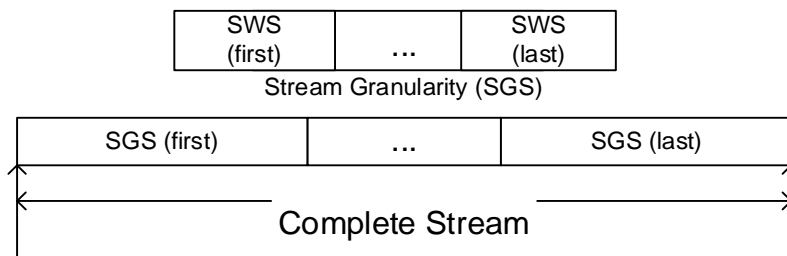 SWS
(first)
...
SWS
(last)
Stream Granularity (SGS)
SGS (first)
...
SGS (last)
Complete Stream